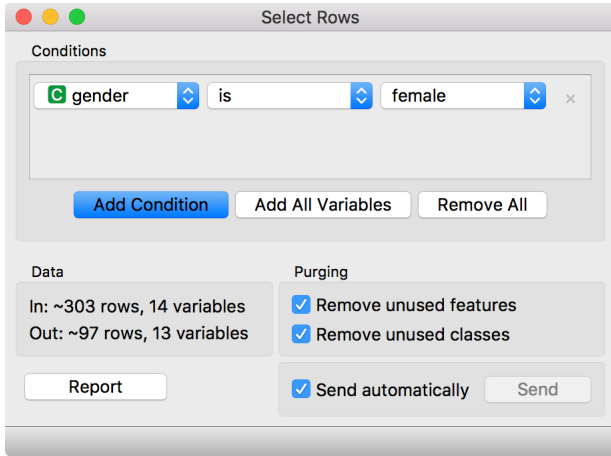 Select Rows
Conditions
C gender is female ×
Add Condition Add All Variables Remove All
Data Purging
In: ~303 rows, 14 variables
Out: ~97 rows, 13 variables
Remove unused features
Remove unused classes
Report
Send automatically Send